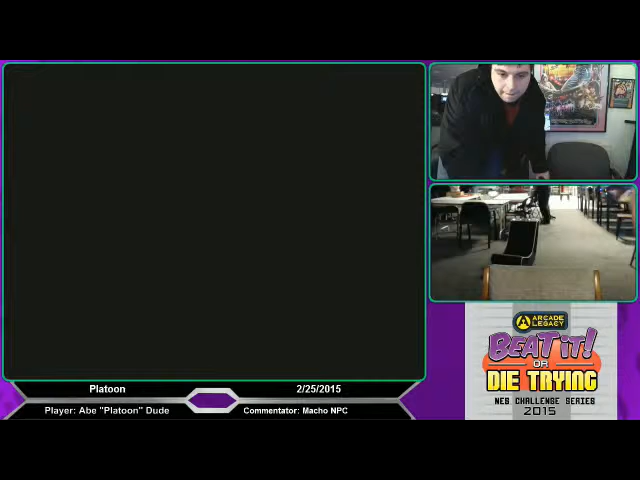 Platoon
2/25/2015
Player: Abe "Platoon" Dude
Commentator: Macho NPC
ARCADE
LEGACY
BEAT iT!
OR
DIE TRYING
NES CHALLENGE SERIES
2015